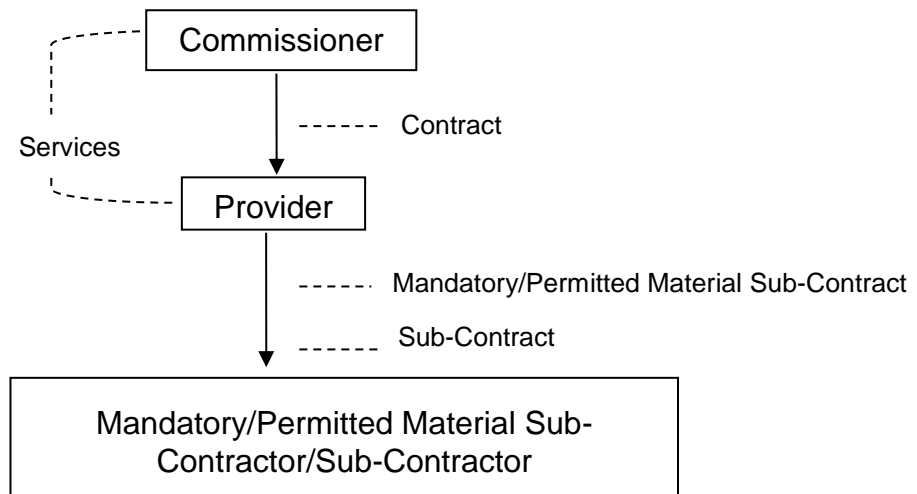 Commissioner
Contract
Services
Provider
Mandatory/Permitted Material Sub-Contract
Sub-Contract
Mandatory/Permitted Material Sub-
Contractor/Sub-Contractor